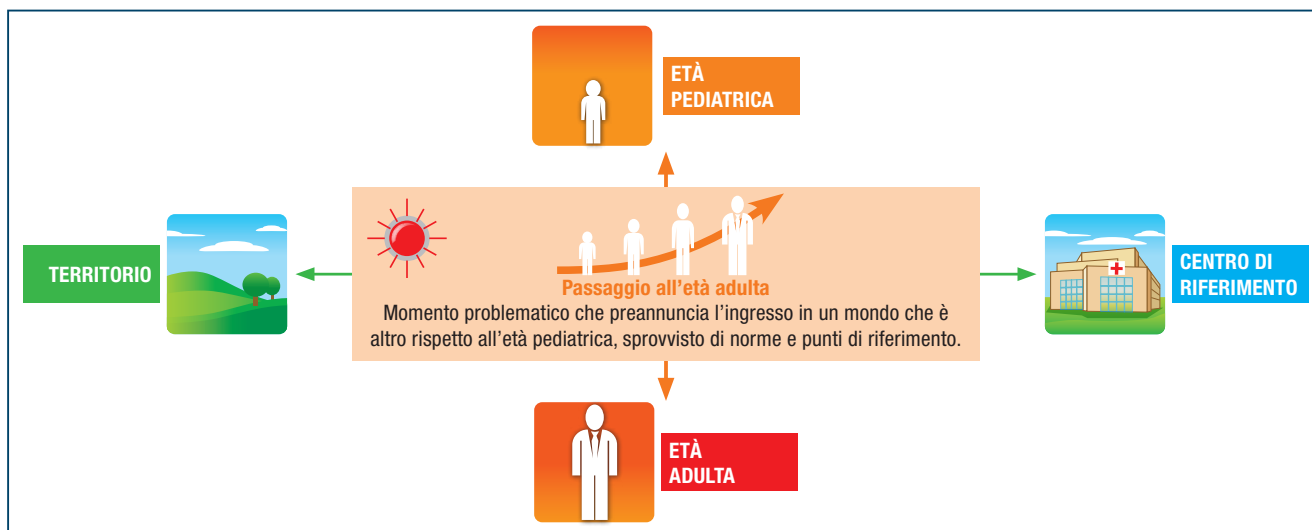 ETÀ
PEDIATRICA
TERRITORIO
CENTRO DI
RIFERIMENTO
Passaggio all’età adulta
Momento problematico che preannuncia l’ingresso in un mondo che è
altro rispetto all’età pediatrica, sprovvisto di norme e punti di riferimento.
ETÀ
ADULTA